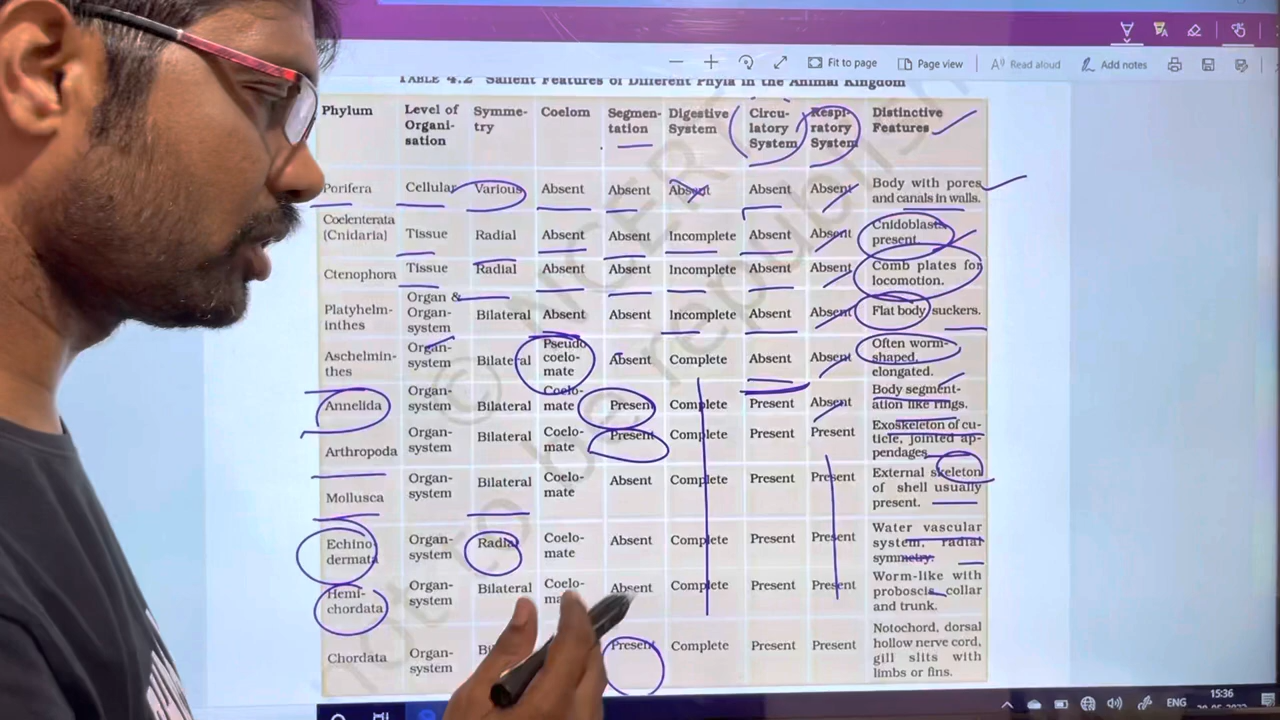 Fit to page
Page view
Read aloud
Add notes
TABLE 4.2 Salient Features of Different Phyla in the Animal Kingdom
Phylum
Level of
Organi-
sation
Symme-
try
Coelom
Segmen-
tation
Digestive
System
Circu-
latory
System
Respi-
ratory
System
Distinctive
Features
Porifera
Cellular
Various
Absent
Absent
Absent
Absent
Absent
Body with pores
and canals in walls.
Coelenterata
(Cnidaria)
Tissue
Radial
Absent
Absent
Incomplete
Absent
Absent
Cnidoblasts
present.
Ctenophora
Tissue
Radial
Absent
Absent
Incomplete
Absent
Absent
Comb plates for
locomotion.
Platyhelm-
inthes
Organ &
Organ-
system
Bilateral
Absent
Absent
Incomplete
Absent
Absent
Flat body, suckers.
Aschelmin-
thes
Organ-
system
Bilateral
Pseudo
coelo-
mate
Absent
Complete
Absent
Absent
Often worm-
shaped,
elongated.
Annelida
Organ-
system
Bilateral
Coelo-
mate
Present
Complete
Present
Absent
Body segment-
ation like rings.
Arthropoda
Organ-
system
Bilateral
Coelo-
mate
Present
Complete
Present
Present
Exoskeleton of cu-
ticle, jointed ap-
pendages
Mollusca
Organ-
system
Bilateral
Coelo-
mate
Absent
Complete
Present
Present
External skeleton
of shell usually
present.
Echino
dermata
Organ-
system
Radial
Coelo-
mate
Absent
Complete
Present
Present
Water vascular
system, radial
symmetry.
Hemi-
chordata
Organ-
system
Bilateral
Coelo-
Absent
Complete
Present
Present
Worm-like with
proboscis, collar
and trunk.
Chordata
Organ-
system
Present
Complete
Present
Present
Notochord, dorsal
hollow nerve cord,
gill slits with
limbs or fins.
© NCERT
not to be republish
ENG
15:36